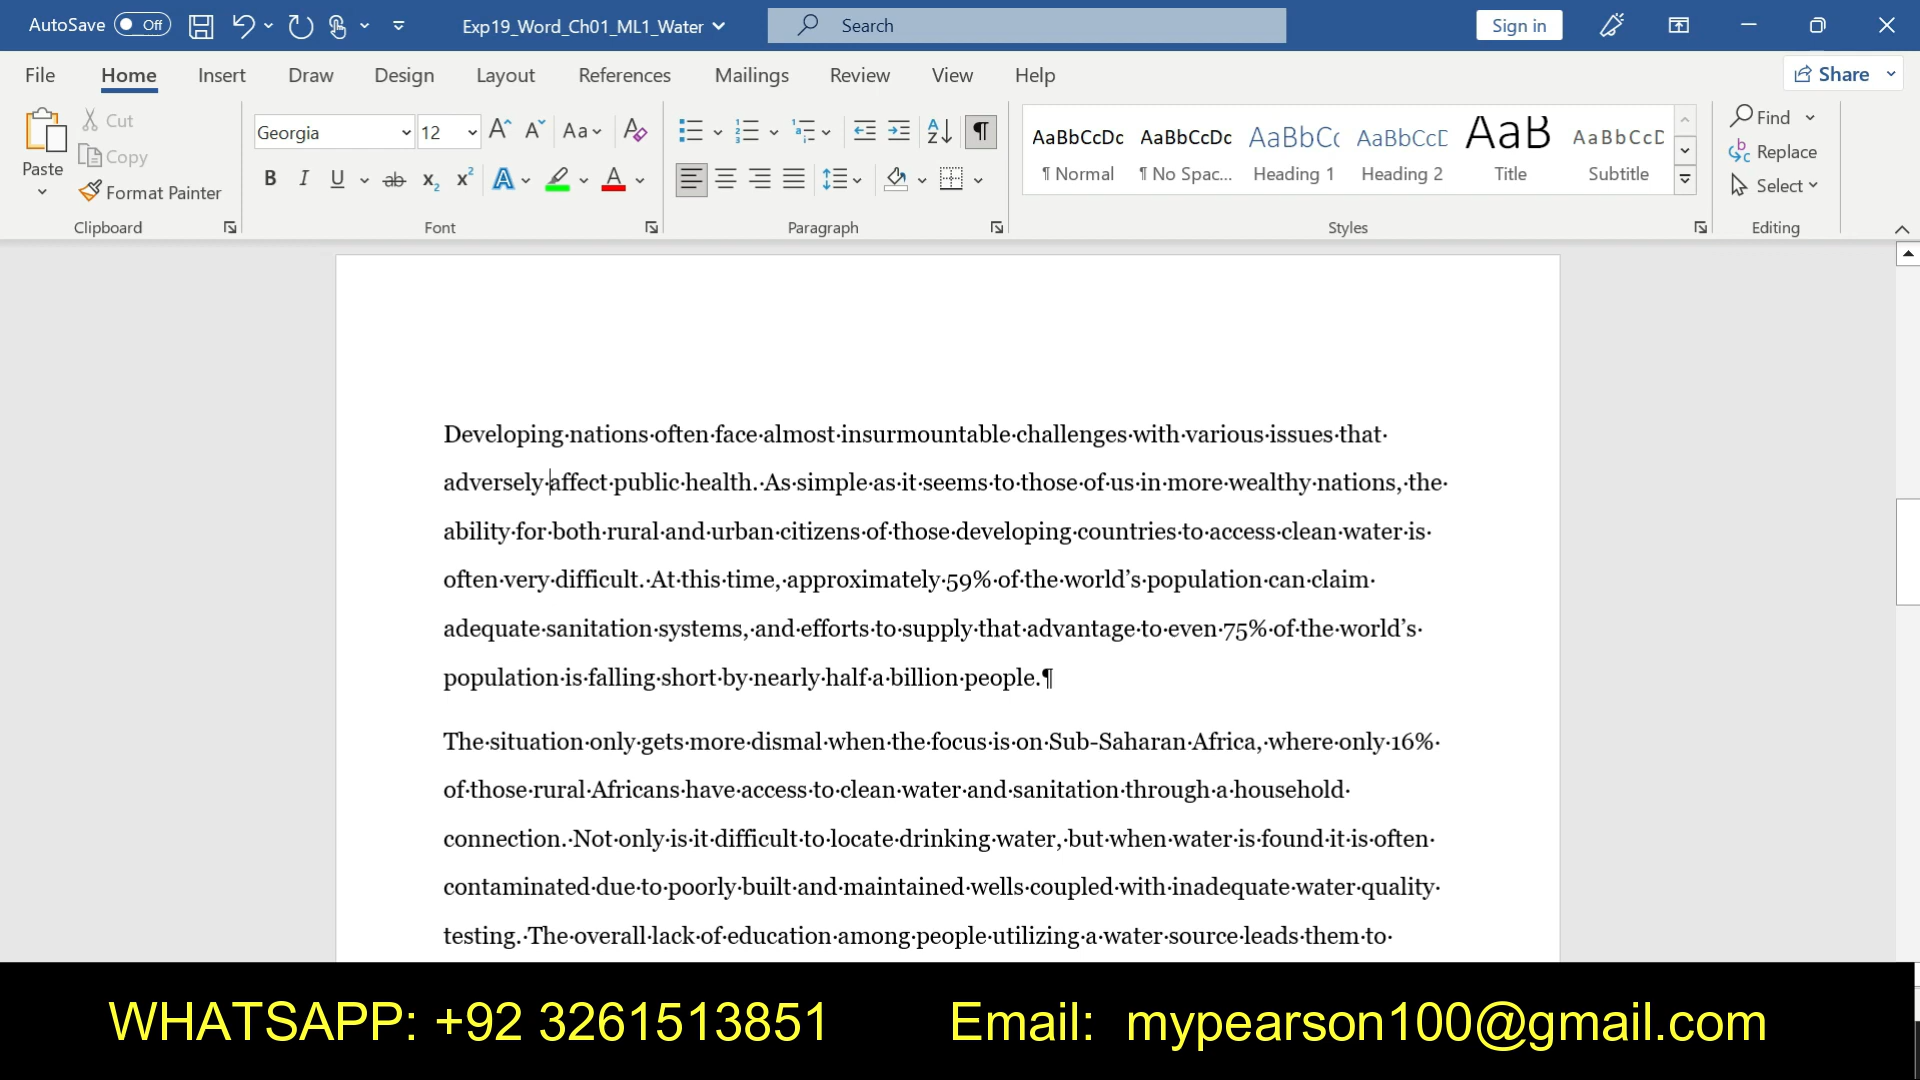 AutoSave Off Exp19_Word_Ch01_ML1_Water Search Sign in
File Home Insert Draw Design Layout References Mailings Review View Help Share
Paste
Cut
Copy
Format Painter
Clipboard
Georgia 12
Font
Paragraph
AaBbCcDc AaBbCcDc AaBbC AaBbCcD AaB AaBbCcD
¶ Normal ¶ No Spac... Heading 1 Heading 2 Title Subtitle
Styles
Find
Replace
Select
Editing
Developing·nations·often·face·almost·insurmountable·challenges·with·various·issues·that·
adversely·affect·public·health.·As·simple·as·it·seems·to·those·of·us·in·more·wealthy·nations,·the·
ability·for·both·rural·and·urban·citizens·of·those·developing·countries·to·access·clean·water·is·
often·very·difficult.·At·this·time,·approximately·59%·of·the·world’s·population·can·claim·
adequate·sanitation·systems,·and·efforts·to·supply·that·advantage·to·even·75%·of·the·world’s·
population·is·falling·short·by·nearly·half·a·billion·people.¶
The·situation·only·gets·more·dismal·when·the·focus·is·on·Sub-Saharan·Africa,·where·only·16%·
of·those·rural·Africans·have·access·to·clean·water·and·sanitation·through·a·household·
connection.·Not·only·is·it·difficult·to·locate·drinking·water,·but·when·water·is·found·it·is·often·
contaminated·due·to·poorly·built·and·maintained·wells·coupled·with·inadequate·water·quality·
testing.·The·overall·lack·of·education·among·people·utilizing·a·water·source·leads·them·to·
WHATSAPP: +92 3261513851 Email: mypearson100@gmail.com